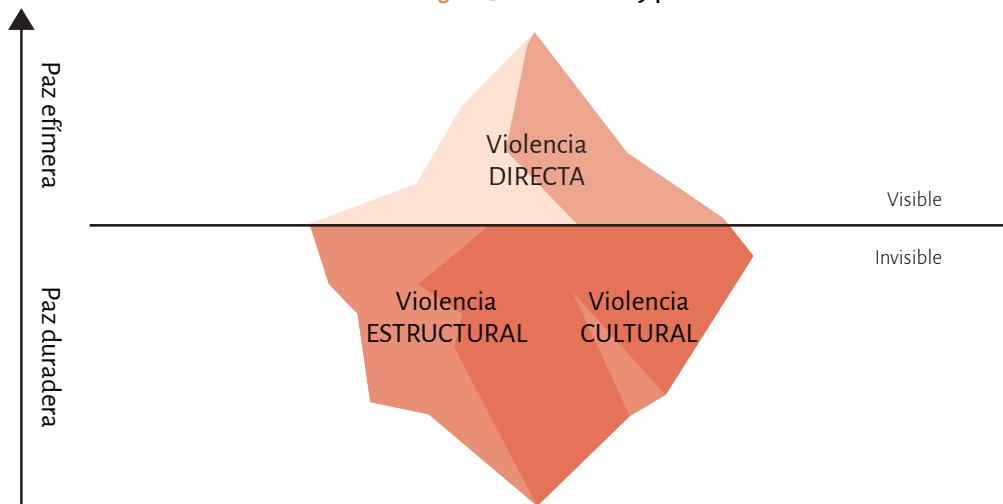 Paz efímera
Violencia
DIRECTA
Visible
Invisible
Paz duradera
Violencia
ESTRUCTURAL
Violencia
CULTURAL